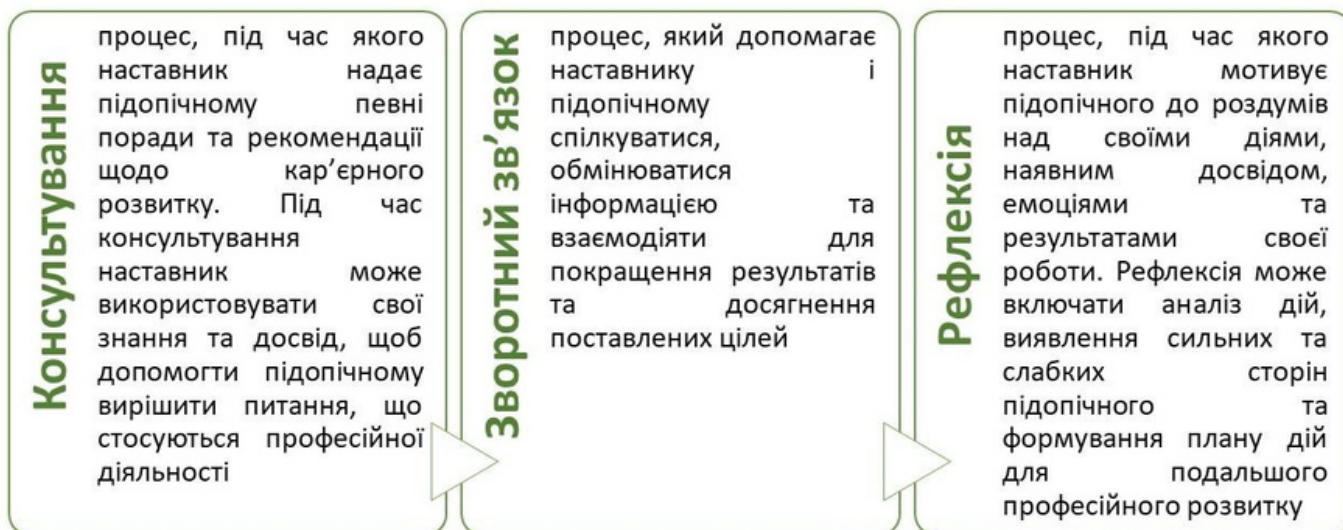 Консультування
процес, під час якого
наставник надає
підопічному певні
поради та рекомендації
щодо кар’єрного
розвитку. Під час
консультування
наставник може
використовувати свої
знання та досвід, щоб
допомогти підопічному
вирішити питання, що
стосуються професійної
діяльності
Зворотний зв’язок
процес, який допомагає
наставнику і
підопічному
спілкуватися,
обмінюватися
інформацією та
взаємодіяти для
покращення результатів
та досягнення
поставлених цілей
Рефлексія
процес, під час якого
наставник мотивує
підопічного до роздумів
над своїми діями,
наявним досвідом,
емоціями та
результатами своєї
роботи. Рефлексія може
включати аналіз дій,
виявлення сильних та
слабких сторін
підопічного та
формування плану дій
для подальшого
професійного розвитку